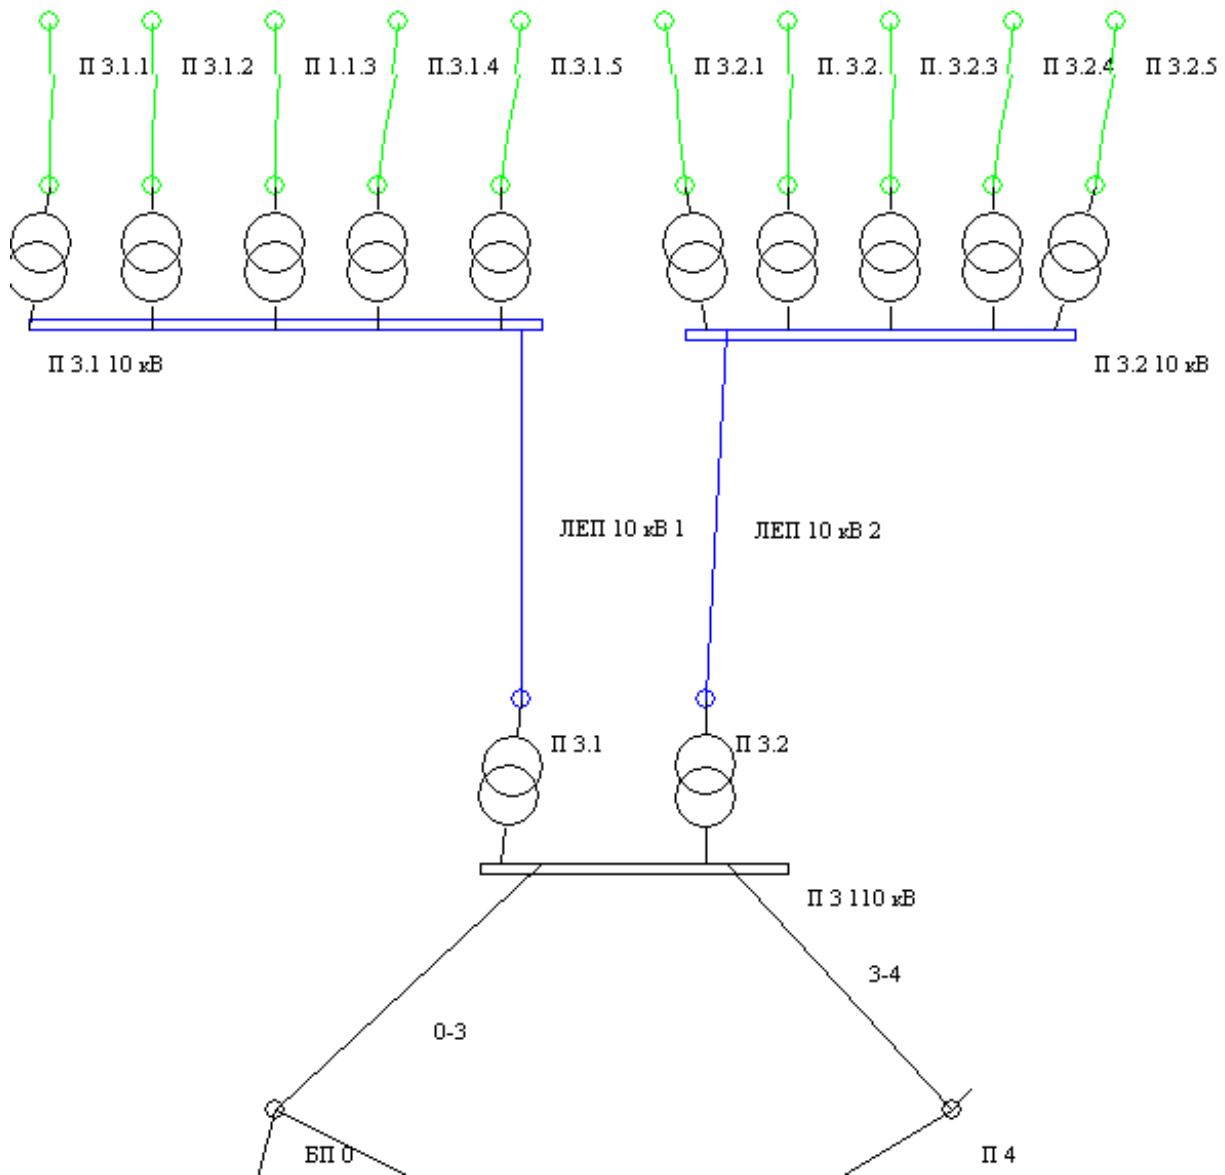 П 3.1.1
П 3.1.2
П 1.1.3
П.3.1.4
П.3.1.5
П 3.2.1
П. 3.2.
П. 3.2.3
П 3.2.4
П 3.2.5
П 3.1 10 кВ
П 3.2 10 кВ
ЛЕП 10 кВ 1
ЛЕП 10 кВ 2
П 3.1
П 3.2
П 3 110 кВ
3-4
0-3
БП 0
П 4